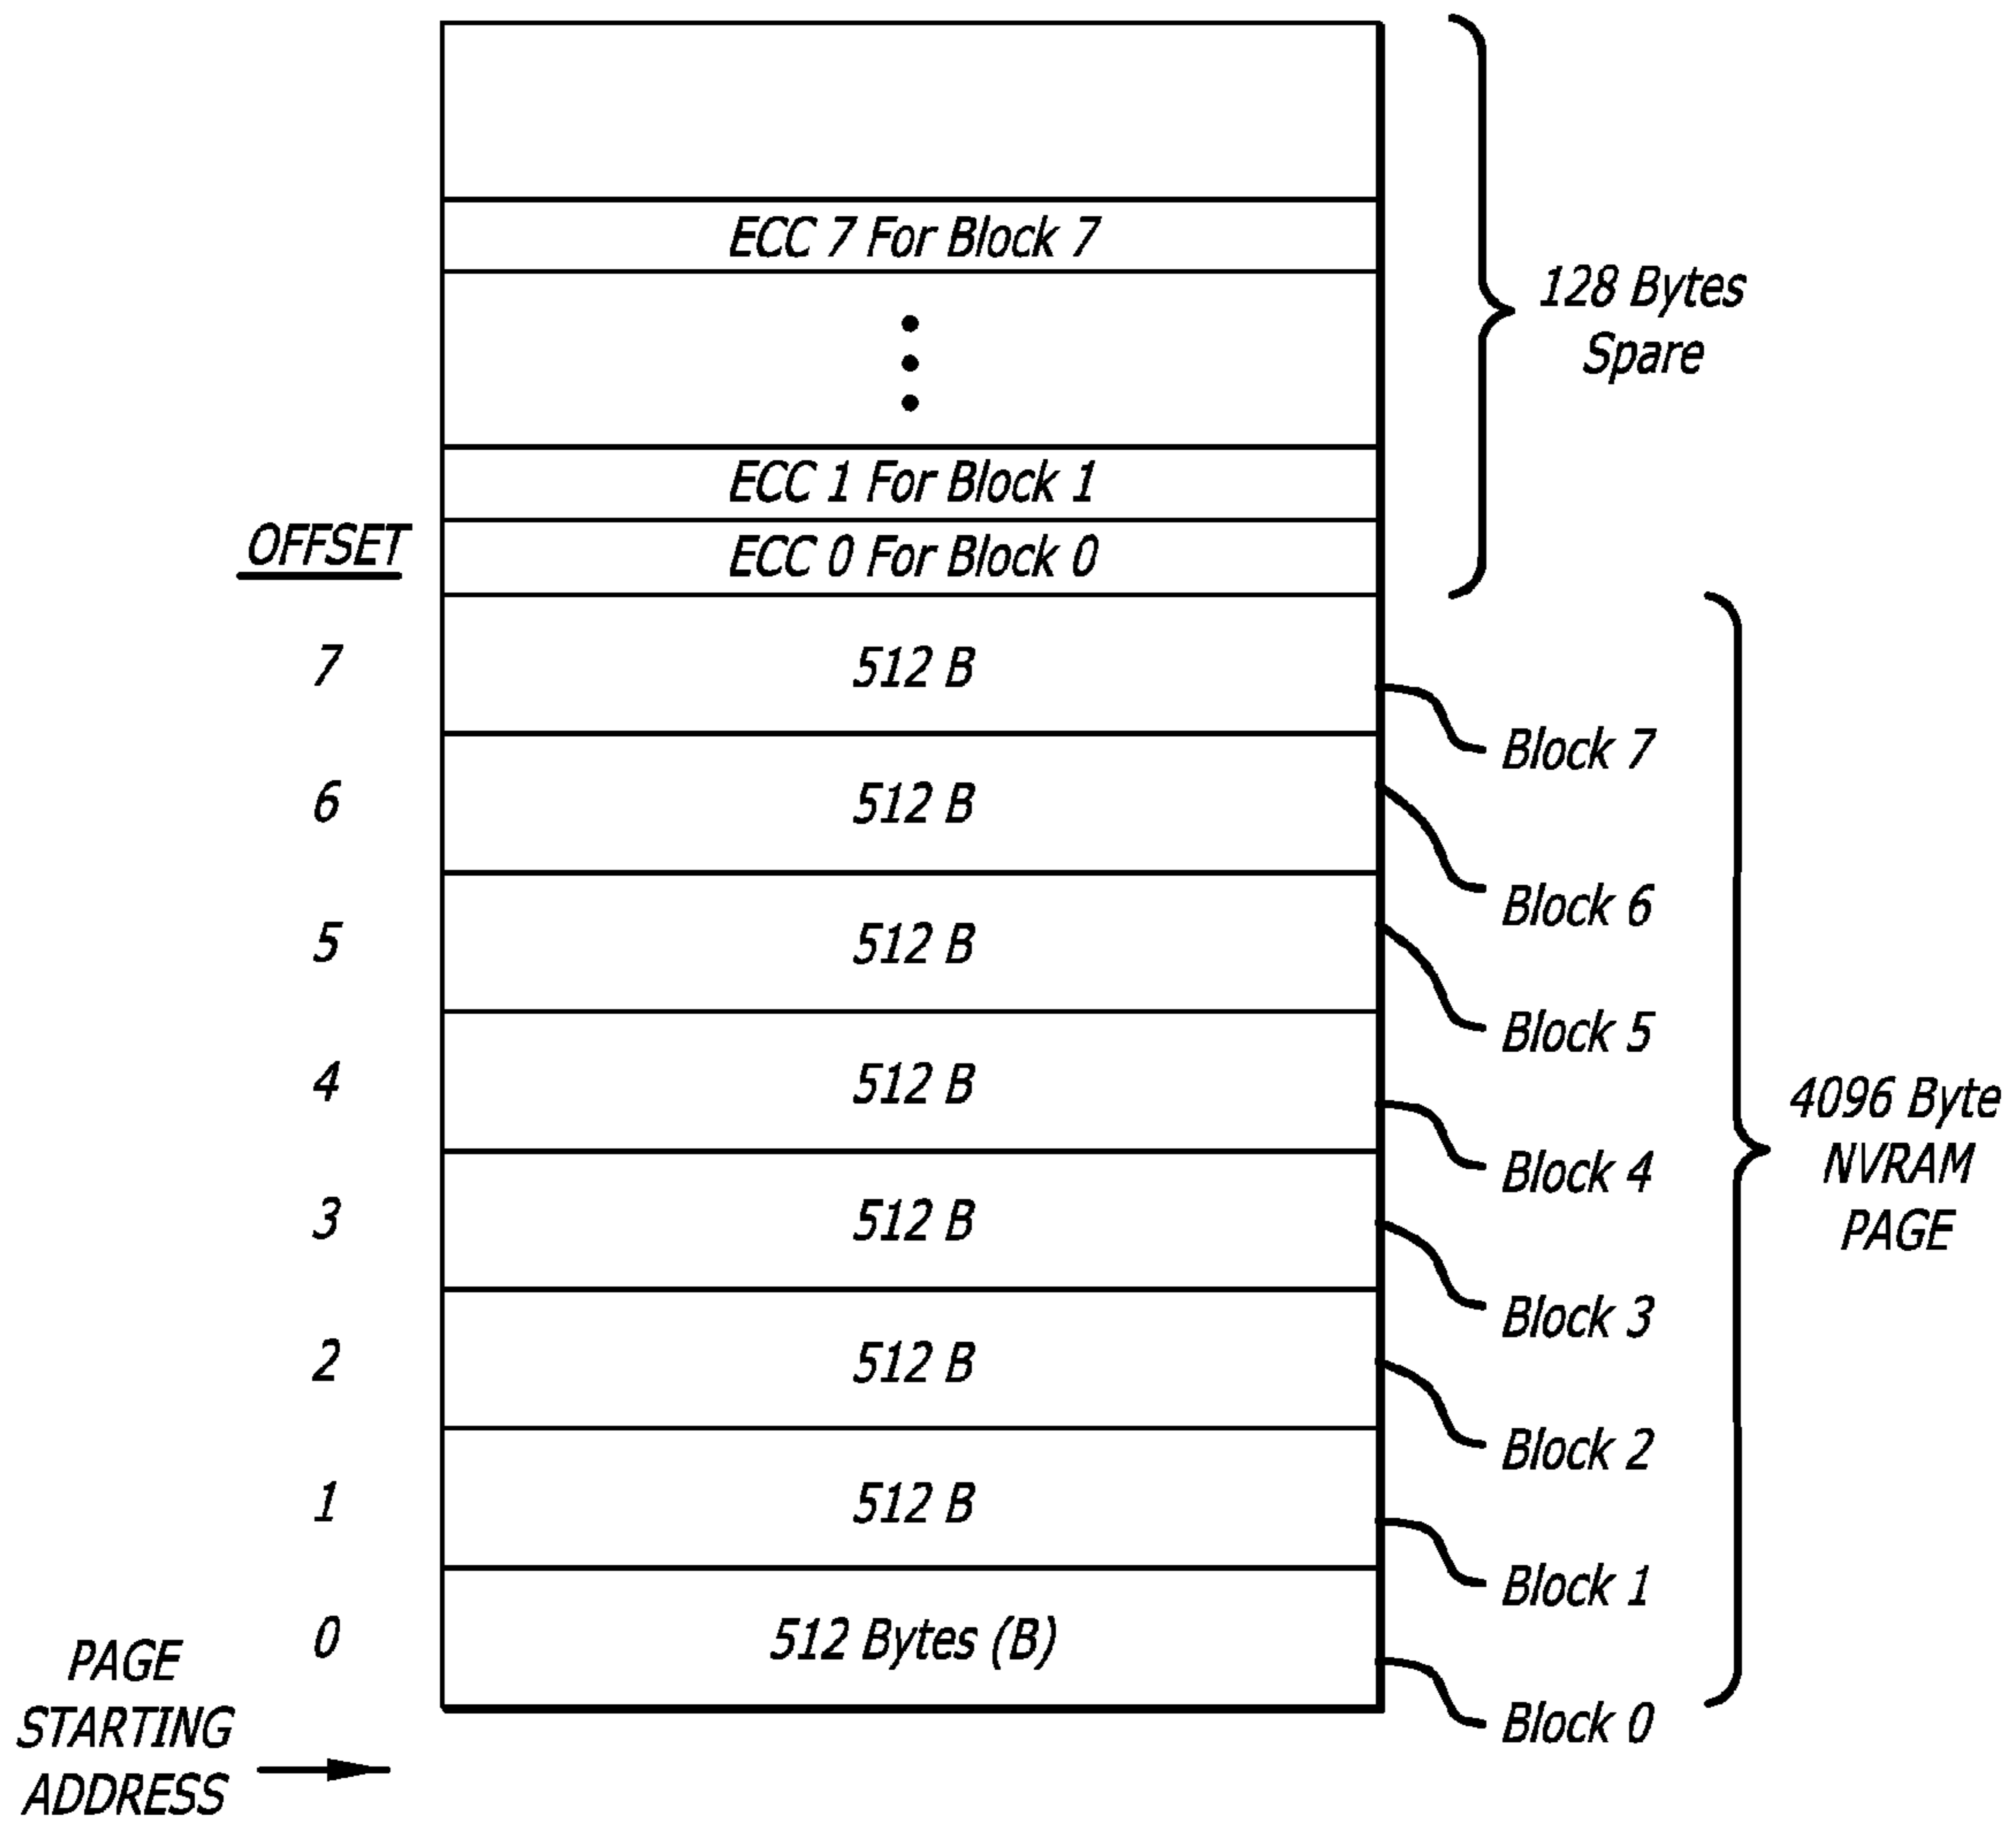 ECC 7 For Block 7
128 Bytes
Spare
ECC 1 For Block 1
OFFSET
ECC 0 For Block 0
7
512 B
Block 7
6
512 B
Block 6
5
512 B
Block 5
4
512 B
Block 4
4096 Byte
NVRAM
PAGE
3
512 B
Block 3
2
512 B
Block 2
1
512 B
Block 1
0
512 Bytes (B)
Block 0
PAGE
STARTING
ADDRESS